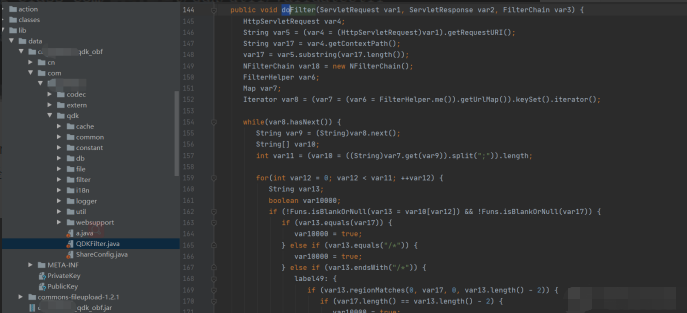 action
classes
lib
data
qdk_obf
cn
com
codec
extern
qdk
cache
common
constant
db
file
filter
i18n
logger
util
websupport
a.java
QDKFilter.java
ShareConfig.java
META-INF
PrivateKey
PublicKey
commons-fileupload-1.2.1
_qdk_obf.jar
144 public void doFilter(ServletRequest var1, ServletResponse var2, FilterChain var3) {
145 HttpServletRequest var4;
146 String var5 = (var4 = (HttpServletRequest)var1).getRequestURI();
147 String var17 = var4.getContextPath();
148 var17 = var5.substring(var17.length());
149 NFilterChain var18 = new NFilterChain();
150 FilterHelper var6;
151 Map var7;
152 Iterator var8 = (var7 = (var6 = FilterHelper.me()).getUrlMap()).keySet().iterator();
153
154 while(var8.hasNext()) {
155 String var9 = (String)var8.next();
156 String[] var10;
157 int var11 = (var10 = ((String)var7.get(var9)).split(";")).length;
158
159 for(int var12 = 0; var12 < var11; ++var12) {
160 String var13;
161 boolean var10000;
162 if (!Funs.isBlankOrNull(var13 = var10[var12]) && !Funs.isBlankOrNull(var17)) {
163 if (var13.equals(var17)) {
164 var10000 = true;
165 } else if (var13.equals("/*")) {
166 var10000 = true;
167 } else if (var13.endsWith("/*")) {
168 label49: {
169 if (var13.regionMatches(0, var17, 0, var13.length() - 2)) {
170 if (var17.length() == var13.length() - 2) {
171 var10000 = true;